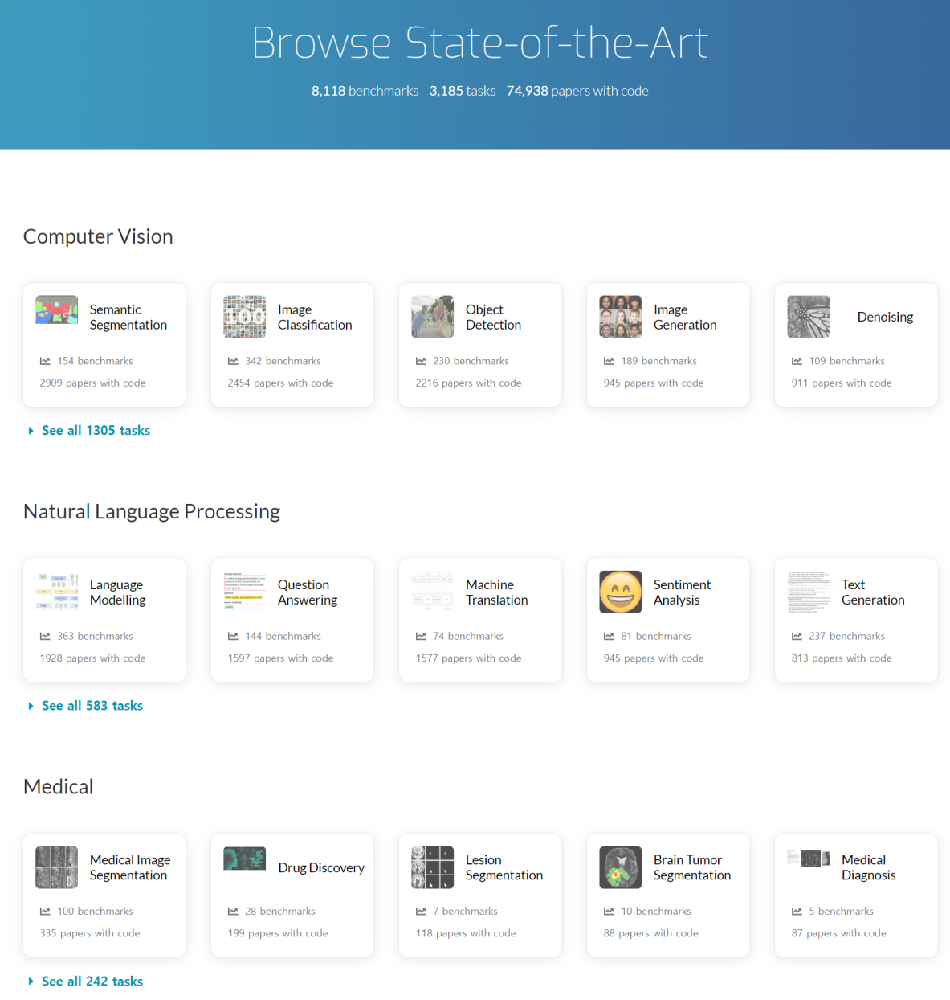 Browse State-of-the-Art
8,118 benchmarks 3,185 tasks 74,938 papers with code
Computer Vision
Semantic
Segmentation
154 benchmarks
2909 papers with code
Image
Classification
342 benchmarks
2454 papers with code
Object
Detection
230 benchmarks
2216 papers with code
Image
Generation
189 benchmarks
945 papers with code
Denoising
109 benchmarks
911 papers with code
See all 1305 tasks
Natural Language Processing
Language
Modelling
363 benchmarks
1928 papers with code
Question
Answering
144 benchmarks
1597 papers with code
Machine
Translation
74 benchmarks
1577 papers with code
Sentiment
Analysis
81 benchmarks
945 papers with code
Text
Generation
237 benchmarks
813 papers with code
See all 583 tasks
Medical
Medical Image
Segmentation
100 benchmarks
335 papers with code
Drug Discovery
28 benchmarks
199 papers with code
Lesion
Segmentation
7 benchmarks
118 papers with code
Brain Tumor
Segmentation
10 benchmarks
88 papers with code
Medical
Diagnosis
5 benchmarks
87 papers with code
See all 242 tasks